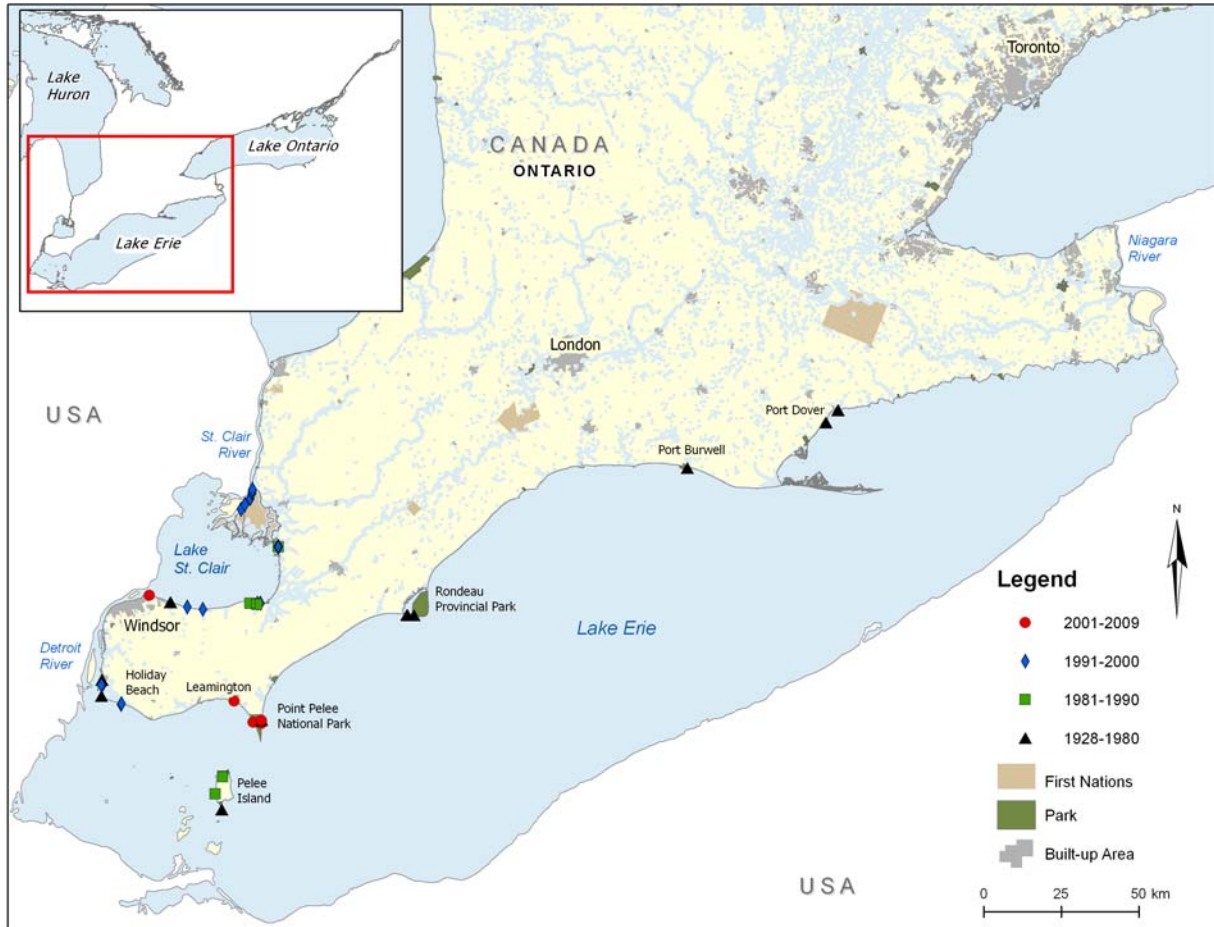 Lake
Huron
Lake Ontario
Lake Erie
Toronto
CANADA
ONTARIO
Niagara
River
London
USA
Port Dover
St. Clair
River
Port Burwell
N
Lake
St. Clair
Rondeau
Provincial Park
Windsor
Lake Erie
Detroit
River
Holiday
Beach
Leamington
Point Pelee
National Park
Pelee
Island
USA
Legend
2001-2009
1991-2000
1981-1990
1928-1980
First Nations
Park
Built-up Area
0 25 50 km